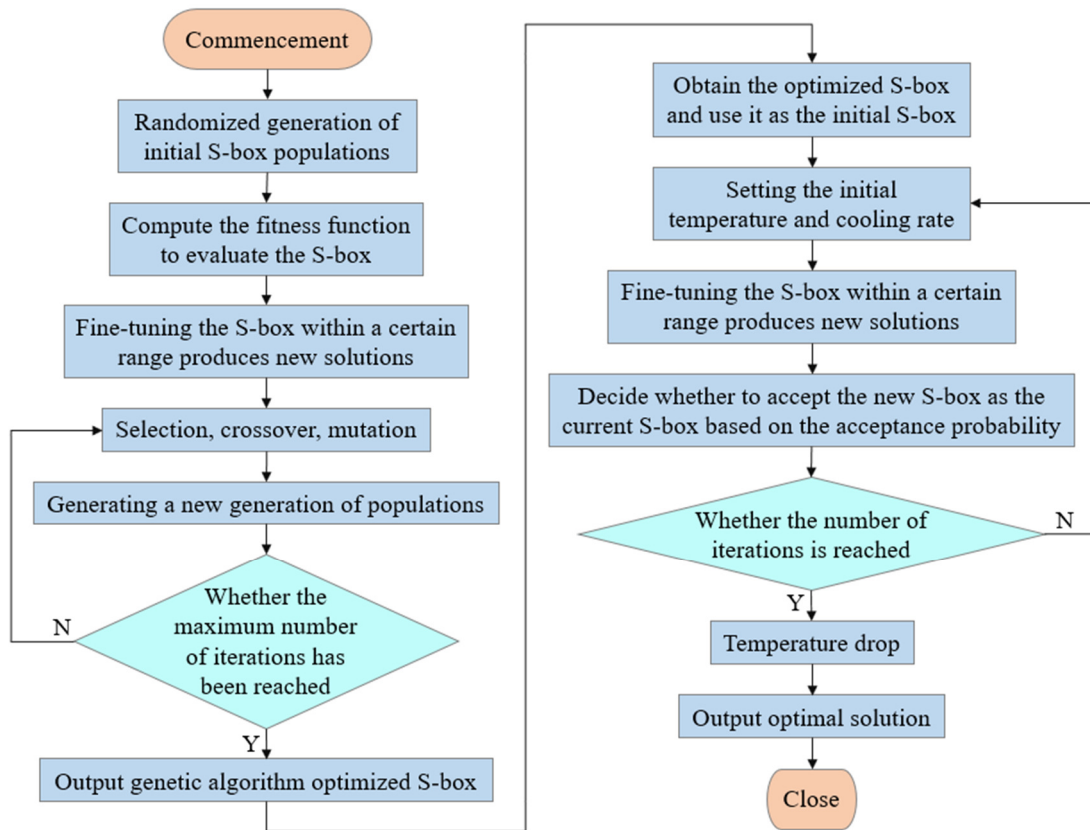 Commencement
Randomized generation of
initial S-box populations
Compute the fitness function
to evaluate the S-box
Fine-tuning the S-box within a certain
range produces new solutions
Selection, crossover, mutation
Generating a new generation of populations
Whether the
maximum number
of iterations has
been reached
N
Y
Output genetic algorithm optimized S-box
Obtain the optimized S-box
and use it as the initial S-box
Setting the initial
temperature and cooling rate
Fine-tuning the S-box within a certain
range produces new solutions
Decide whether to accept the new S-box as the
current S-box based on the acceptance probability
Whether the number of
iterations is reached
N
Y
Temperature drop
Output optimal solution
Close